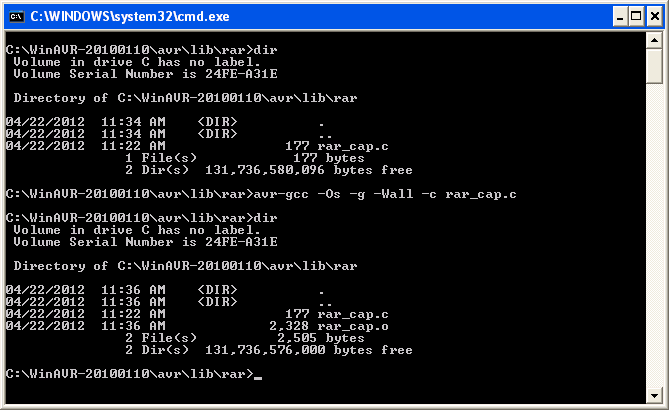 C:\WINDOWS\system32\cmd.exe
C:\WinAVR-20100110\avr\lib\rar>dir
 Volume in drive C has no label.
 Volume Serial Number is 24FE-A31E
 Directory of C:\WinAVR-20100110\avr\lib\rar
04/22/2012  11:34 AM    <DIR>          .
04/22/2012  11:34 AM    <DIR>          ..
04/22/2012  11:22 AM               177 rar_cap.c
               1 File(s)            177 bytes
               2 Dir(s)  131,736,580,096 bytes free
C:\WinAVR-20100110\avr\lib\rar>avr-gcc -Os -g -Wall -c rar_cap.c
C:\WinAVR-20100110\avr\lib\rar>dir
 Volume in drive C has no label.
 Volume Serial Number is 24FE-A31E
 Directory of C:\WinAVR-20100110\avr\lib\rar
04/22/2012  11:36 AM    <DIR>          .
04/22/2012  11:36 AM    <DIR>          ..
04/22/2012  11:22 AM               177 rar_cap.c
04/22/2012  11:36 AM             2,328 rar_cap.o
               2 File(s)          2,505 bytes
               2 Dir(s)  131,736,576,000 bytes free
C:\WinAVR-20100110\avr\lib\rar>_